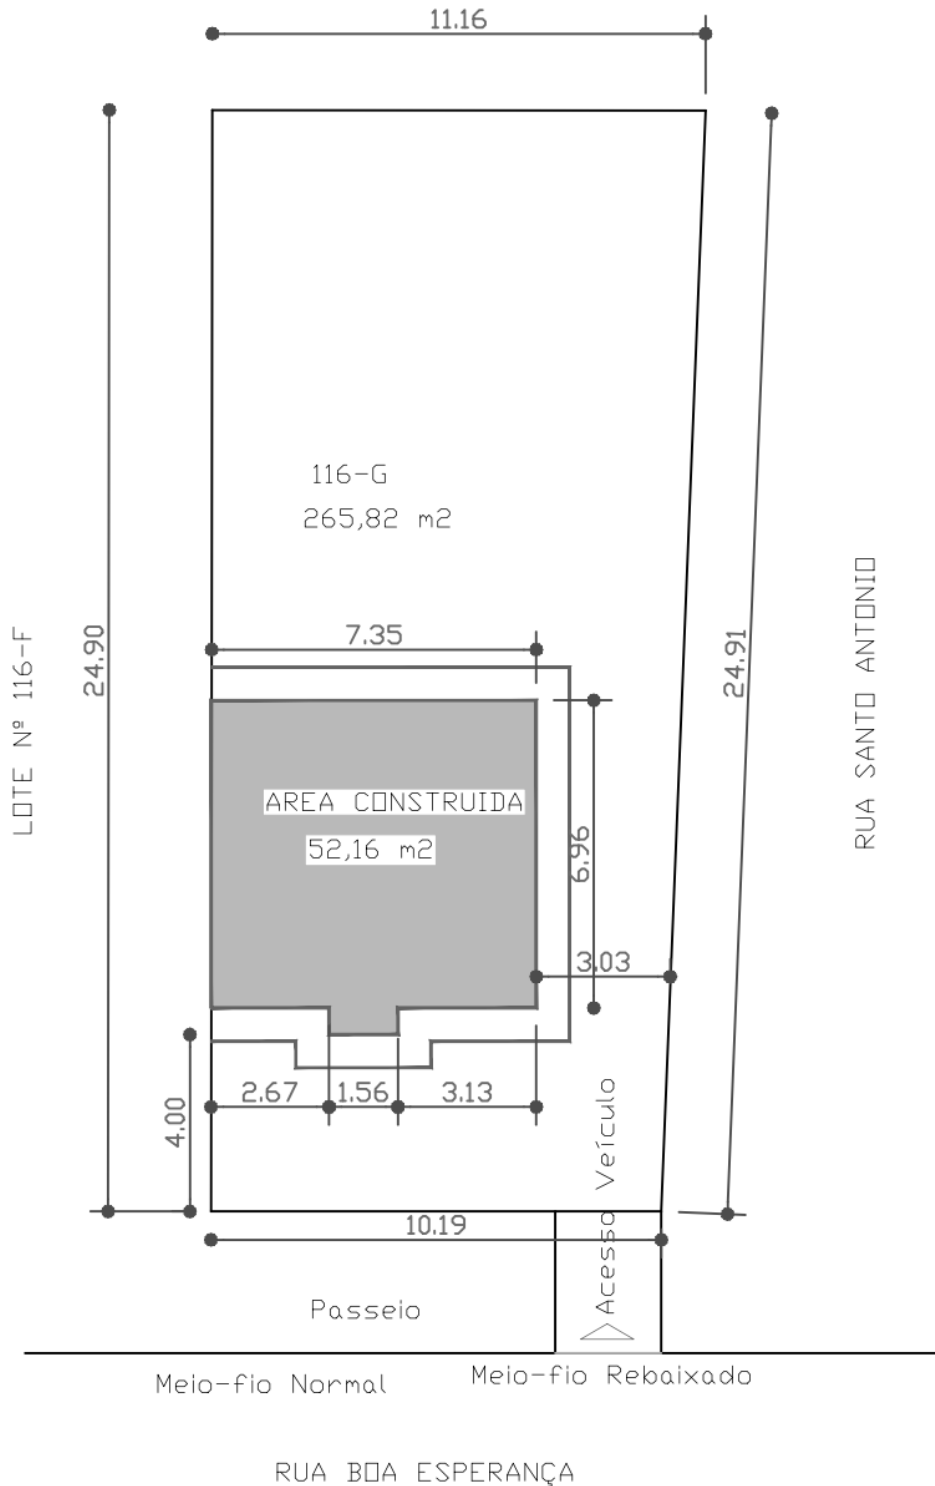 11.16
116-G
265,82 m2
LOTE Nº 116-F
24.90
7.35
24.91
RUA SANTO ANTONIO
AREA CONSTRUIDA
52,16 m2
6.96
3.03
2.67
1.56
3.13
4.00
Acesso Veículo
10.19
Passeio
Meio-fio Normal
Meio-fio Rebaixado
RUA BOA ESPERANÇA